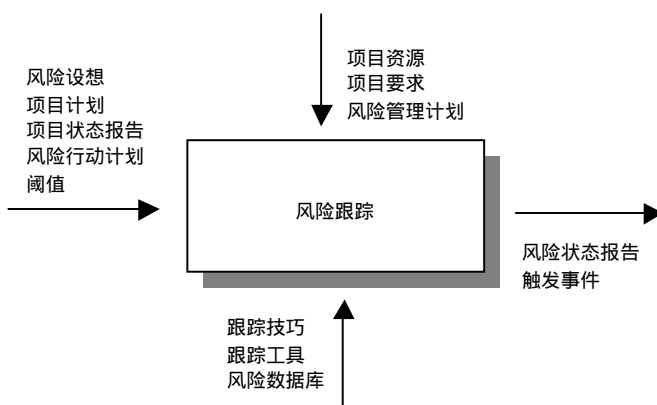 项目资源
项目要求
风险管理计划
风险设想
项目计划
项目状态报告
风险行动计划
阈值
风险跟踪
风险状态报告
触发事件
跟踪技巧
跟踪工具
风险数据库